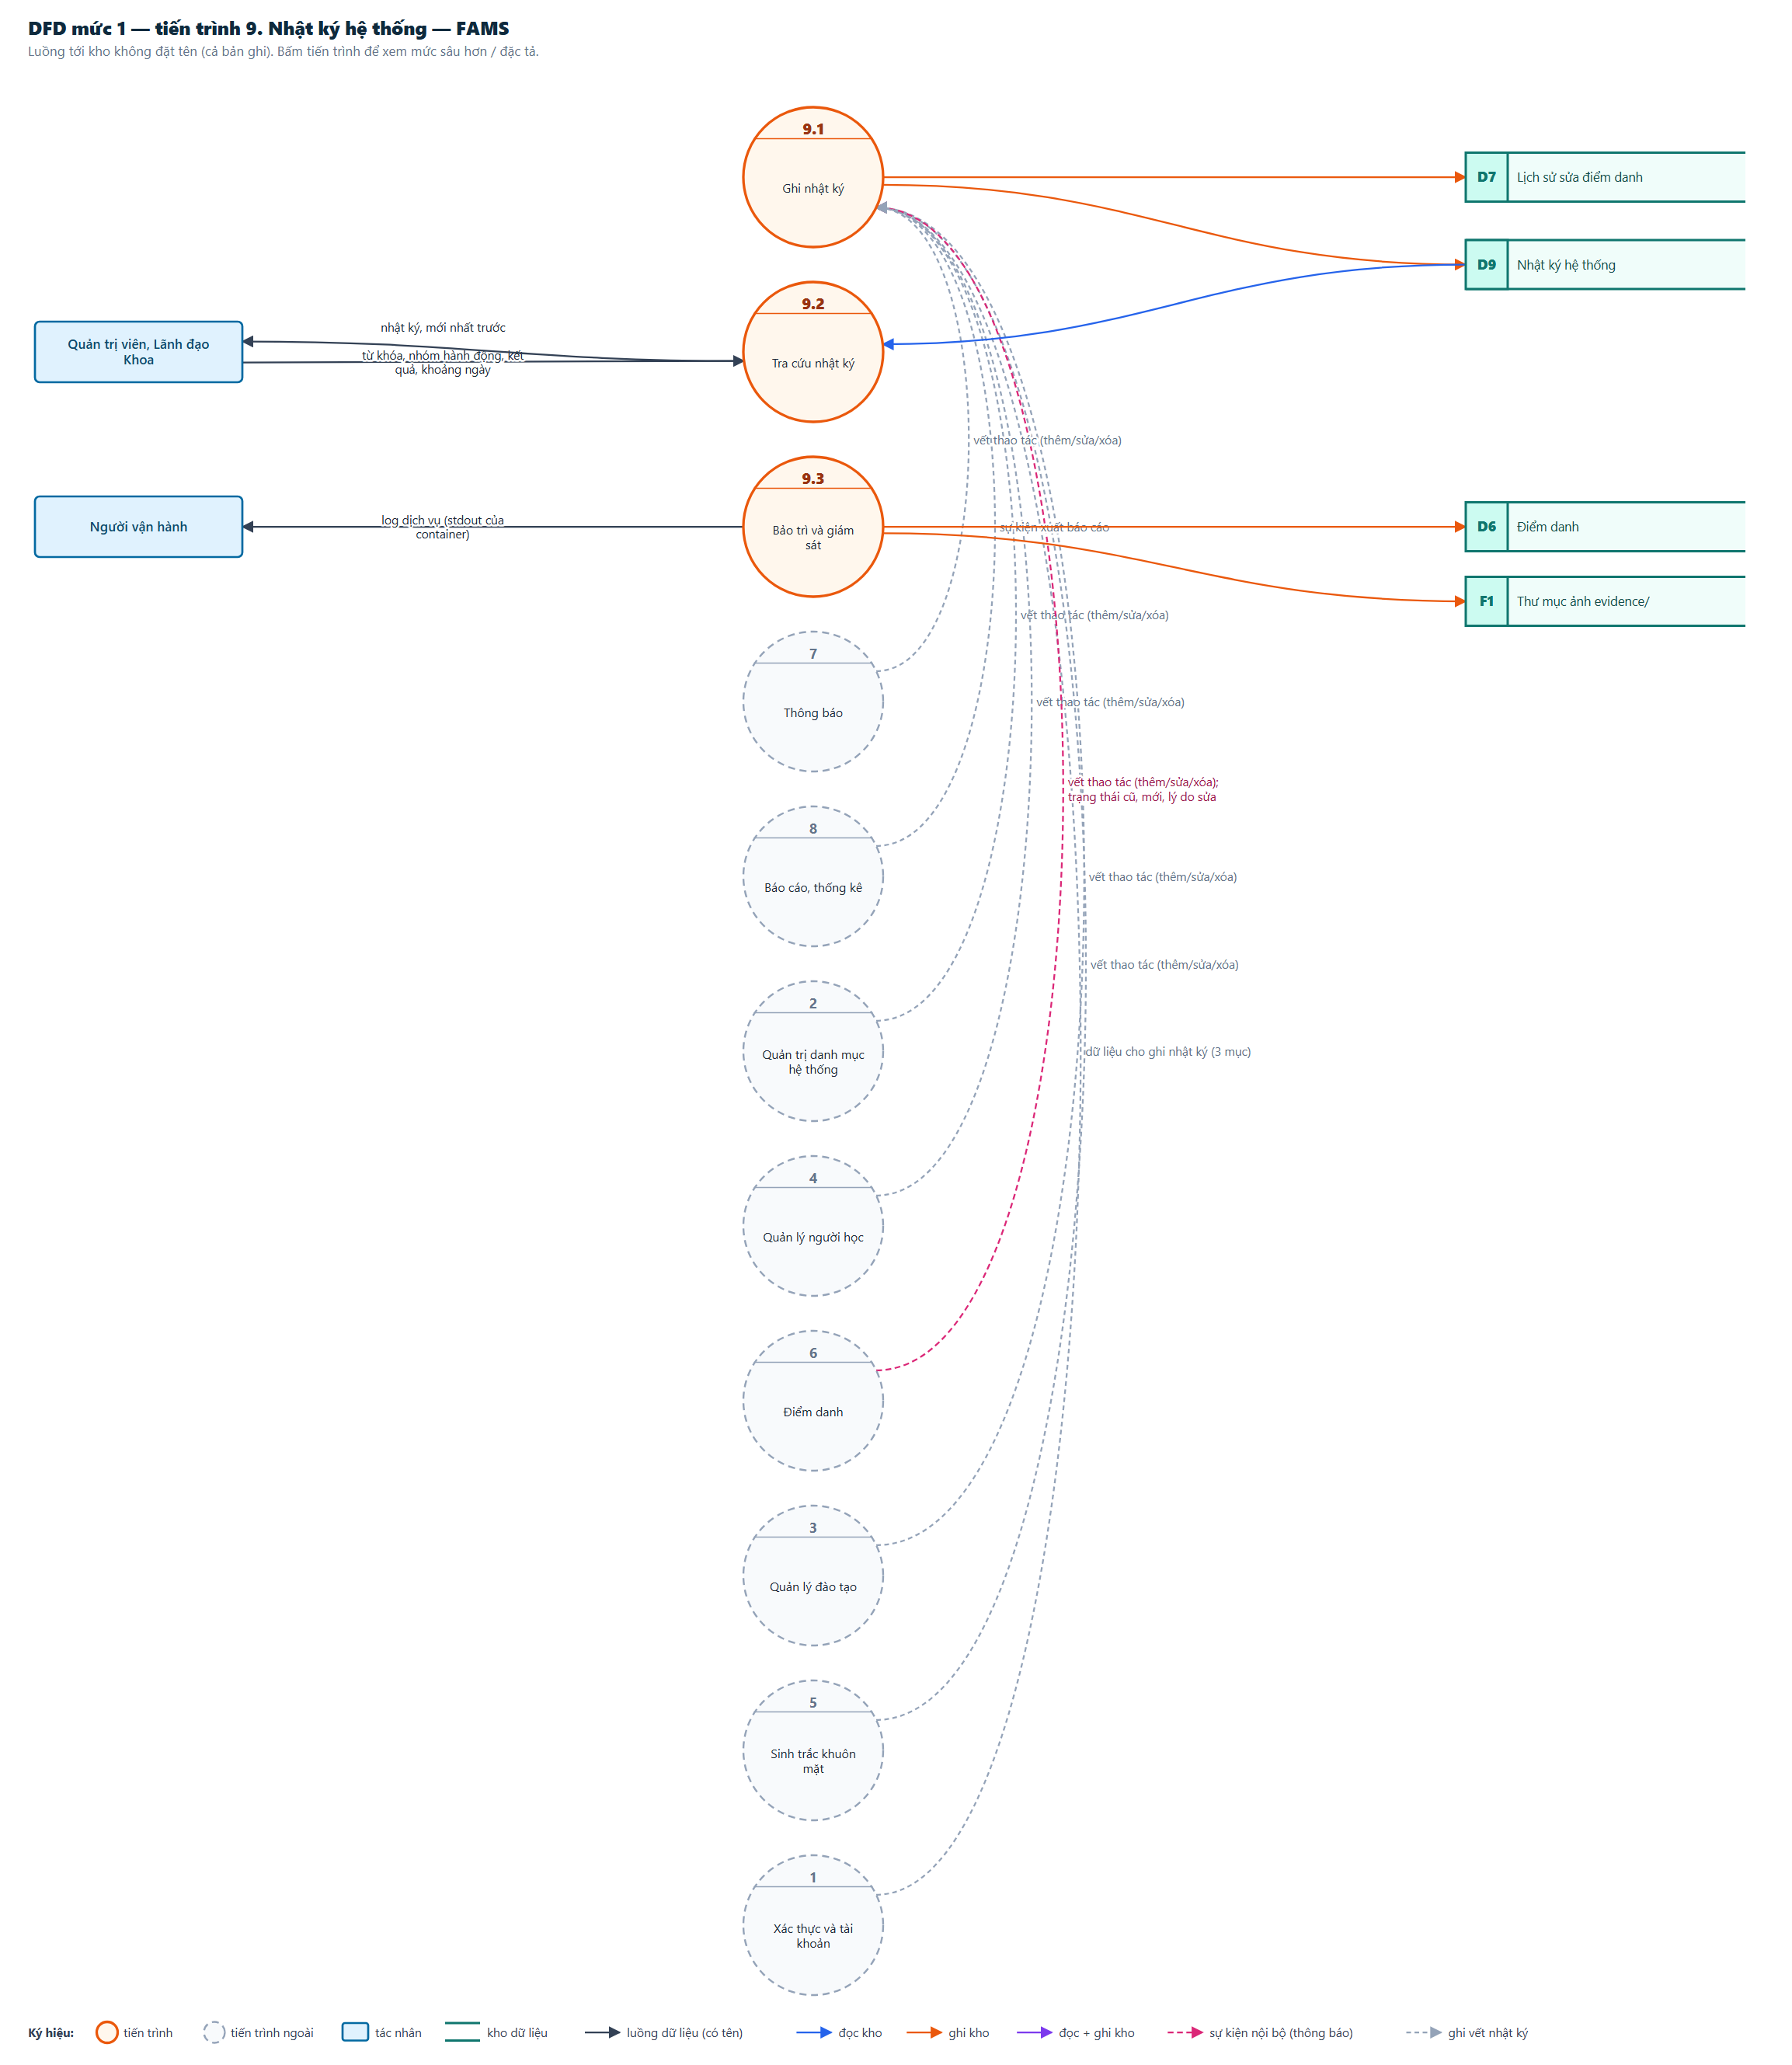 DFD mức 1 — tiến trình 9. Nhật ký hệ thống — FAMS
Luồng tới kho không đặt tên (cả bản ghi). Bấm tiến trình để xem mức sâu hơn / đặc tả.
9.1
Ghi nhật ký
D7
Lịch sử sửa điểm danh
D9
Nhật ký hệ thống
9.2
Tra cứu nhật ký
Quản trị viên, Lãnh đạo
Khoa
nhật ký, mới nhất trước
từ khóa, nhóm hành động, kết
quả, khoảng ngày
vết thao tác (thêm/sửa/xóa)
9.3
Bảo trì và giám
sát
Người vận hành
log dịch vụ (stdout của
container)
sự kiện xuất báo cáo
D6
Điểm danh
F1
Thư mục ảnh evidence/
vết thao tác (thêm/sửa/xóa)
7
Thông báo
vết thao tác (thêm/sửa/xóa)
vết thao tác (thêm/sửa/xóa);
trạng thái cũ, mới, lý do sửa
8
Báo cáo, thống kê
vết thao tác (thêm/sửa/xóa)
vết thao tác (thêm/sửa/xóa)
2
Quản trị danh mục
hệ thống
dữ liệu cho ghi nhật ký (3 mục)
4
Quản lý người học
6
Điểm danh
3
Quản lý đào tạo
5
Sinh trắc khuôn
mặt
1
Xác thực và tài
khoản
Ký hiệu:
tiến trình
tiến trình ngoài
tác nhân
kho dữ liệu
luồng dữ liệu (có tên)
đọc kho
ghi kho
đọc + ghi kho
sự kiện nội bộ (thông báo)
ghi vết nhật ký